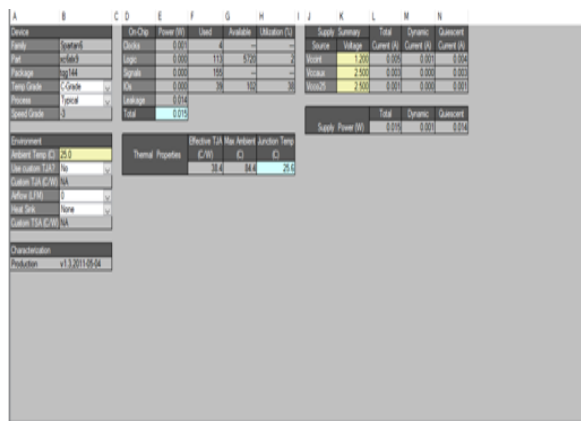 A B C D E F G H I J K L M N
Device
Family Spartan6
Part xc6slx9
Package tqg144
Temp Grade C-Grade
Process Typical
Speed Grade -3
Environment
Ambient Temp (C) 25.0
Use custom TJA? No
Custom TJA (C/W) NA
Airflow (LFM) 0
Heat Sink None
Custom TSA (C/W) NA
Characterization
Production v1.3,2011-05-04
On-Chip Power (W) Used Available Utilization (%)
Clocks 0.001 4 --- ---
Logic 0.000 113 5720 2
Signals 0.000 155 --- ---
IOs 0.000 39 102 38
Leakage 0.014
Total 0.015
Effective TJA Max Ambient Junction Temp
Thermal Properties (C/W) (C) (C)
38.4 84.4 25.6
Supply Summary Total Dynamic Quiescent
Source Voltage Current (A) Current (A) Current (A)
Vccint 1.200 0.005 0.001 0.004
Vccaux 2.500 0.003 0.000 0.003
Vcco25 2.500 0.001 0.000 0.001
Total Dynamic Quiescent
Supply Power (W) 0.015 0.001 0.014